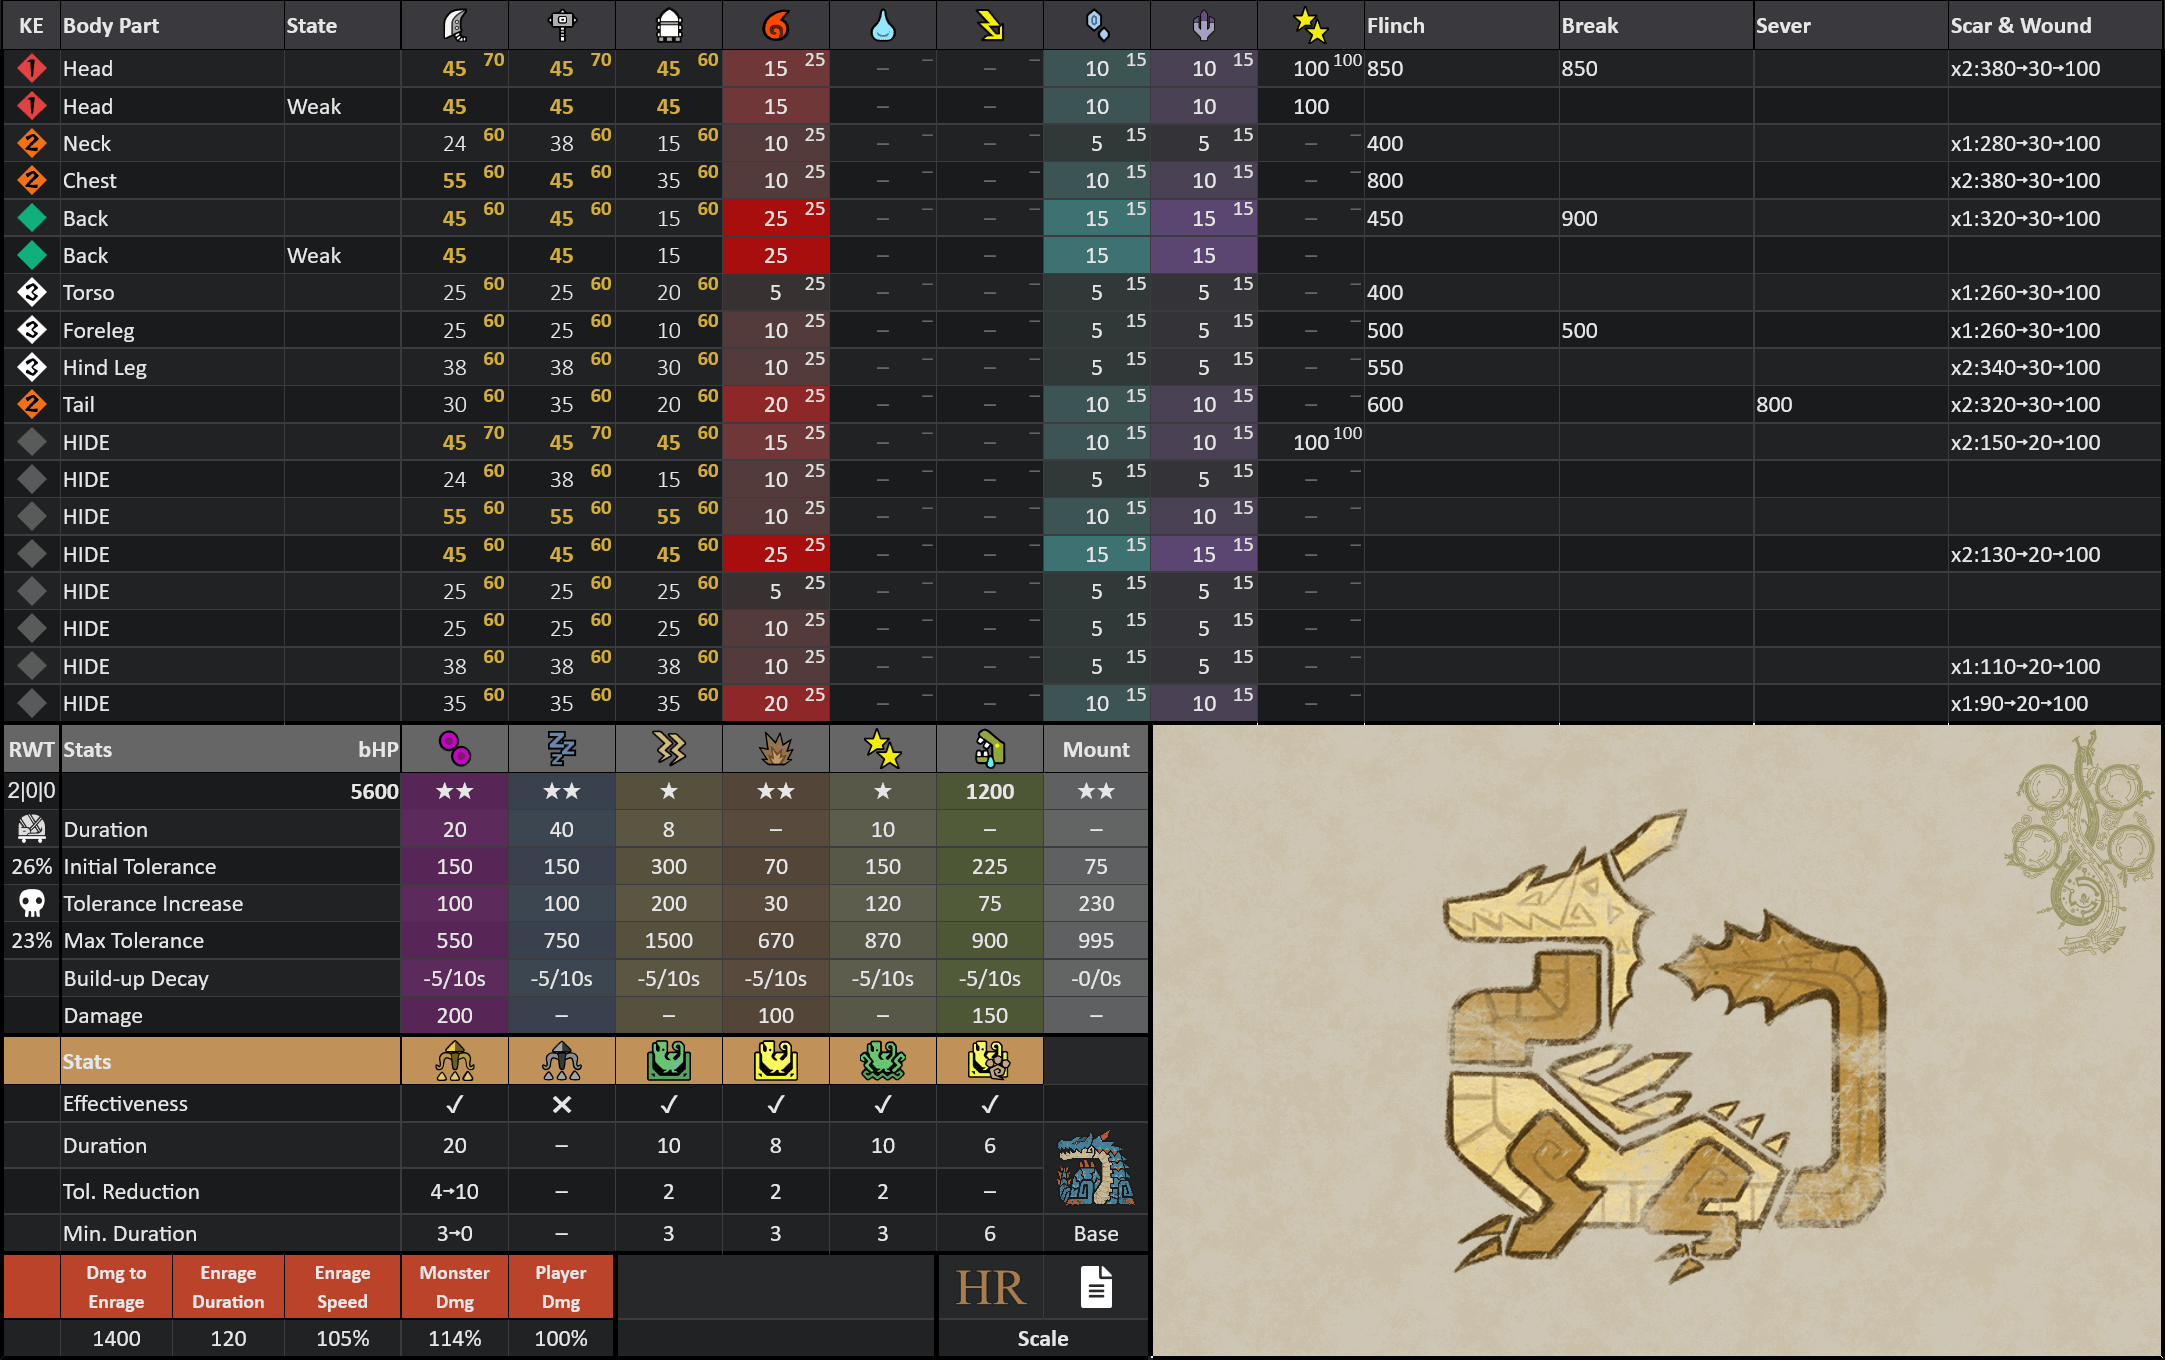 KE Body Part State Flinch Break Sever Scar & Wound
1 Head 45 70 45 70 45 60 15 25 – – – – 10 15 10 15 100 100 850 850 x2:380→30→100
1 Head Weak 45 45 45 15 – – 10 10 100
2 Neck 24 60 38 60 15 60 10 25 – – – – 5 15 5 15 – – 400 x1:280→30→100
2 Chest 55 60 45 60 35 60 10 25 – – – – 10 15 10 15 – – 800 x2:380→30→100
Back 45 60 45 60 15 60 25 25 – – – – 15 15 15 15 – – 450 900 x1:320→30→100
Back Weak 45 45 15 25 – – 15 15 –
3 Torso 25 60 25 60 20 60 5 25 – – – – 5 15 5 15 – – 400 x1:260→30→100
3 Foreleg 25 60 25 60 10 60 10 25 – – – – 5 15 5 15 – – 500 500 x1:260→30→100
3 Hind Leg 38 60 38 60 30 60 10 25 – – – – 5 15 5 15 – – 550 x2:340→30→100
2 Tail 30 60 35 60 20 60 20 25 – – – – 10 15 10 15 – – 600 800 x2:320→30→100
HIDE 45 70 45 70 45 60 15 25 – – – – 10 15 10 15 100 100 x2:150→20→100
HIDE 24 60 38 60 15 60 10 25 – – – – 5 15 5 15 – –
HIDE 55 60 55 60 55 60 10 25 – – – – 10 15 10 15 – –
HIDE 45 60 45 60 45 60 25 25 – – – – 15 15 15 15 – – x2:130→20→100
HIDE 25 60 25 60 25 60 5 25 – – – – 5 15 5 15 – –
HIDE 25 60 25 60 25 60 10 25 – – – – 5 15 5 15 – –
HIDE 38 60 38 60 38 60 10 25 – – – – 5 15 5 15 – – x1:110→20→100
HIDE 35 60 35 60 35 60 20 25 – – – – 10 15 10 15 – – x1:90→20→100
RWT Stats bHP Mount
2|0|0 5600 ★★ ★★ ★ ★★ ★ 1200 ★★
Duration 20 40 8 – 10 – –
26% Initial Tolerance 150 150 300 70 150 225 75
Tolerance Increase 100 100 200 30 120 75 230
23% Max Tolerance 550 750 1500 670 870 900 995
Build-up Decay -5/10s -5/10s -5/10s -5/10s -5/10s -5/10s -0/0s
Damage 200 – – 100 – 150 –
Stats
Effectiveness ✓ ✕ ✓ ✓ ✓ ✓
Duration 20 – 10 8 10 6
Tol. Reduction 4→10 – 2 2 2 –
Min. Duration 3→0 – 3 3 3 6 Base
Dmg to Enrage Monster Player
Enrage Duration Speed Dmg Dmg
Enrage
HR
1400 120 105% 114% 100% Scale